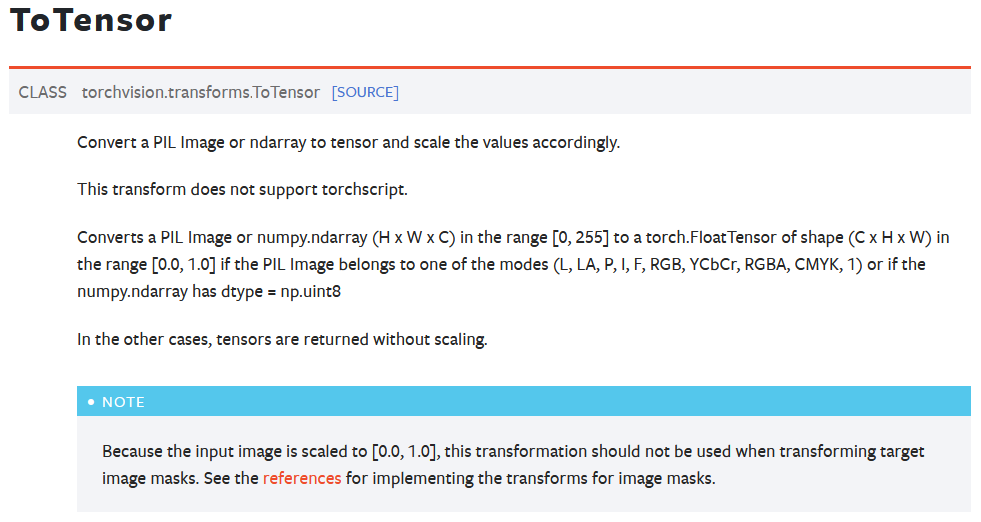 ToTensor
CLASS torchvision.transforms.ToTensor [SOURCE]
Convert a PIL Image or ndarray to tensor and scale the values accordingly.
This transform does not support torchscript.
Converts a PIL Image or numpy.ndarray (H x W x C) in the range [0, 255] to a torch.FloatTensor of shape (C x H x W) in
the range [0.0, 1.0] if the PIL Image belongs to one of the modes (L, LA, P, I, F, RGB, YCbCr, RGBA, CMYK, 1) or if the
numpy.ndarray has dtype = np.uint8
In the other cases, tensors are returned without scaling.
• NOTE
Because the input image is scaled to [0.0, 1.0], this transformation should not be used when transforming target
image masks. See the references for implementing the transforms for image masks.